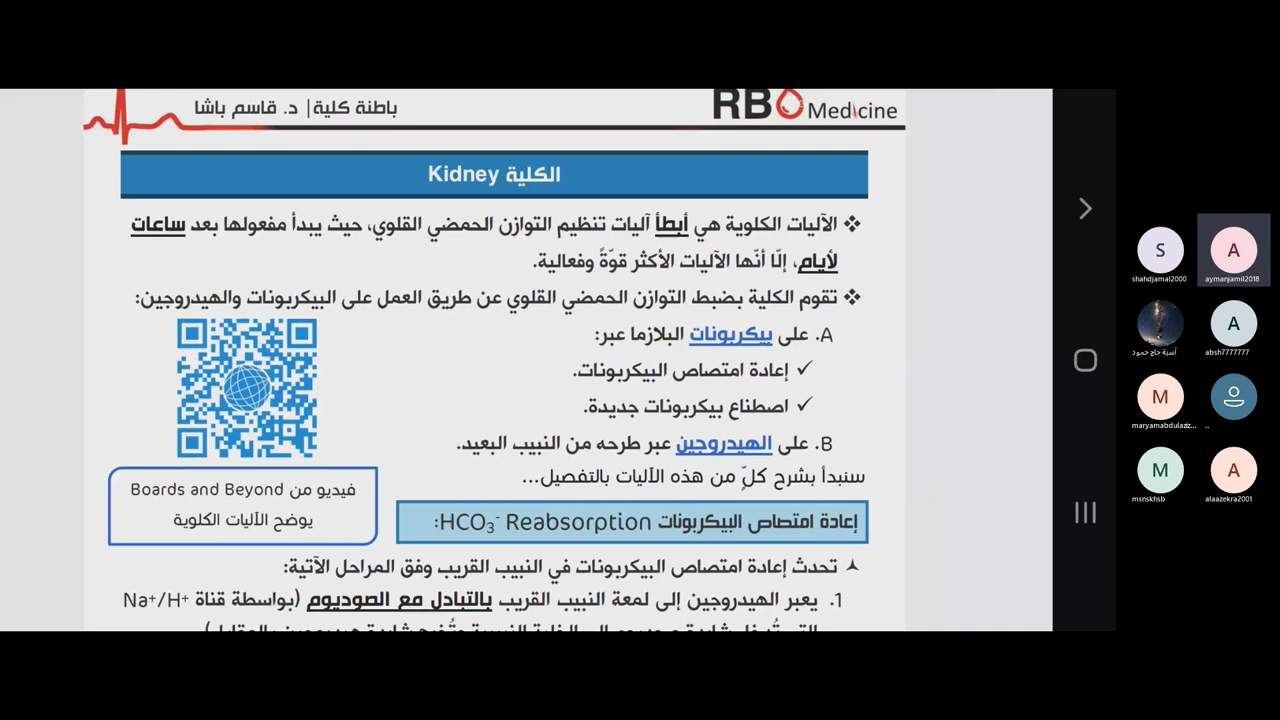 باطنة كلية| د. قاسم باشا
RB Medicine
الكلية Kidney
❖ الآليات الكلوية هي أبطأ آليات تنظيم التوازن الحمضي القلوي، حيث يبدأ مفعولها بعد ساعات
لأيام، إلّا أنّها الآليات الأكثر قوّةً وفعالية.
❖ تقوم الكلية بضبط التوازن الحمضي القلوي عن طريق العمل على البيكربونات والهيدروجين:
A. على بيكربونات البلازما عبر:
✓ إعادة امتصاص البيكربونات.
✓ اصطناع بيكربونات جديدة.
B. على الهيدروجين عبر طرحه من النبيب البعيد.
سنبدأ بشرح كلٍّ من هذه الآليات بالتفصيل...
فيديو من Boards and Beyond
يوضح الآليات الكلوية
إعادة امتصاص البيكربونات HCO₃⁻ Reabsorption:
تحدث إعادة امتصاص البيكربونات في النبيب القريب وفق المراحل الآتية:
1. يعبر الهيدروجين إلى لمعة النبيب القريب بالتبادل مع الصوديوم (بواسطة قناة Na⁺/H⁺
S
shahdjamal2000
A
aymanjamil2018
آسية حاج حمود
A
absh7777777
M
maryamabdulaziz...
..
M
msnskhsb
A
alaazekra2001